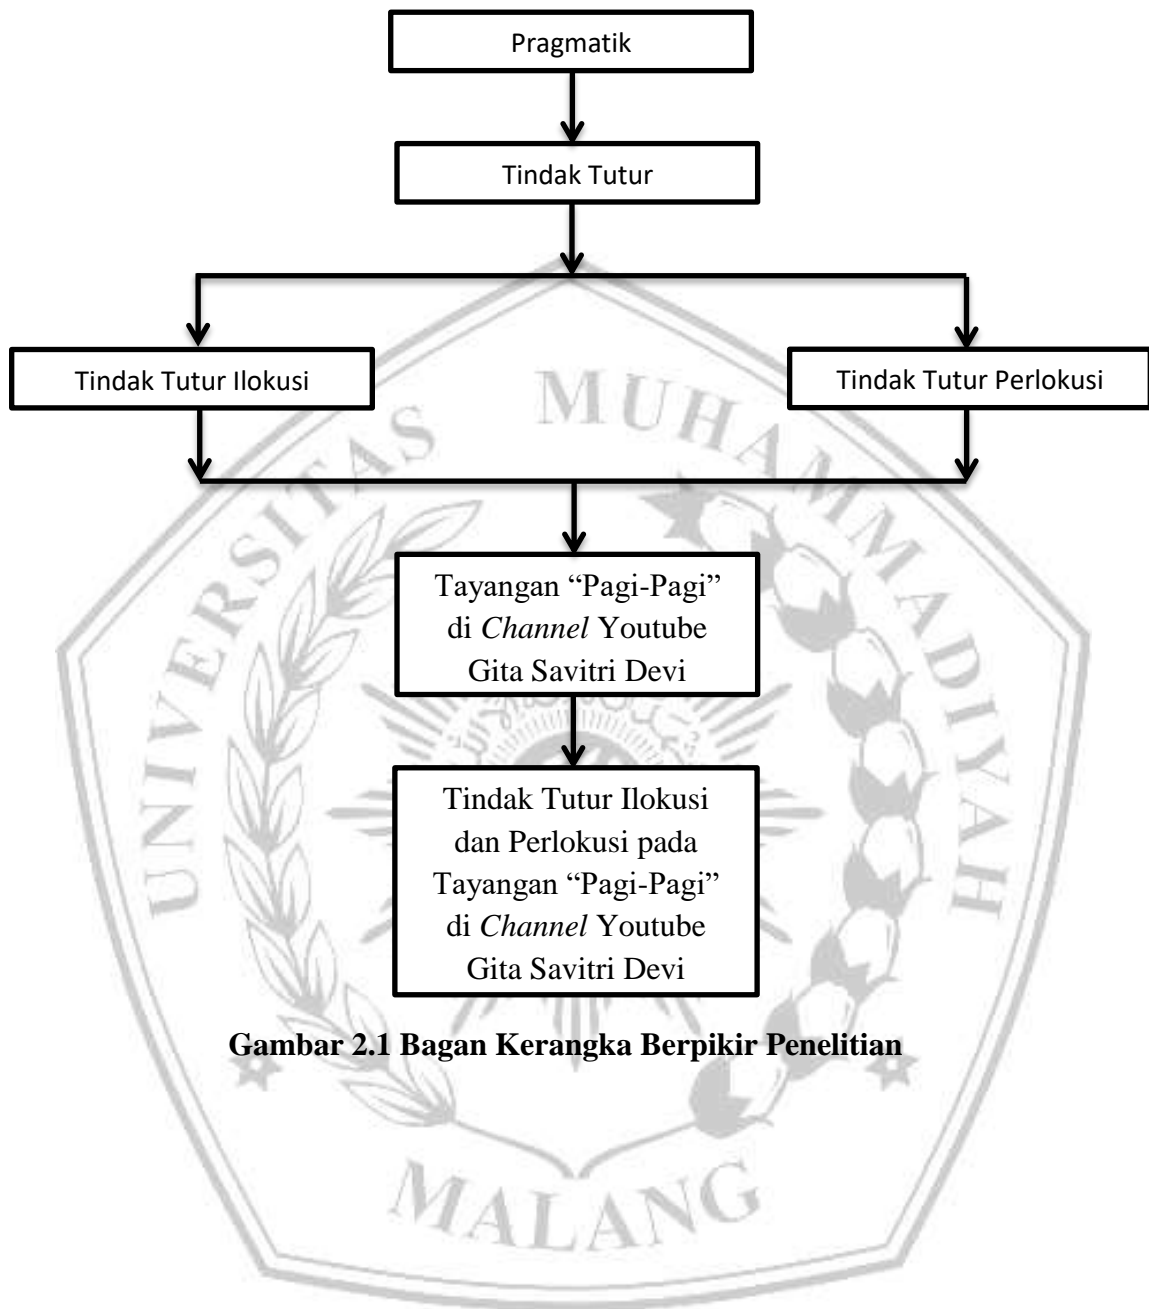 Pragmatik
Tindak Tutur
Tindak Tutur Ilokusi
Tindak Tutur Perlokusi
UNIVERSITAS MUHAMMADIYAH
Tayangan “Pagi-Pagi”
di Channel Youtube
Gita Savitri Devi
Tindak Tutur Ilokusi
dan Perlokusi pada
Tayangan “Pagi-Pagi”
di Channel Youtube
Gita Savitri Devi
Gambar 2.1 Bagan Kerangka Berpikir Penelitian
MALANG